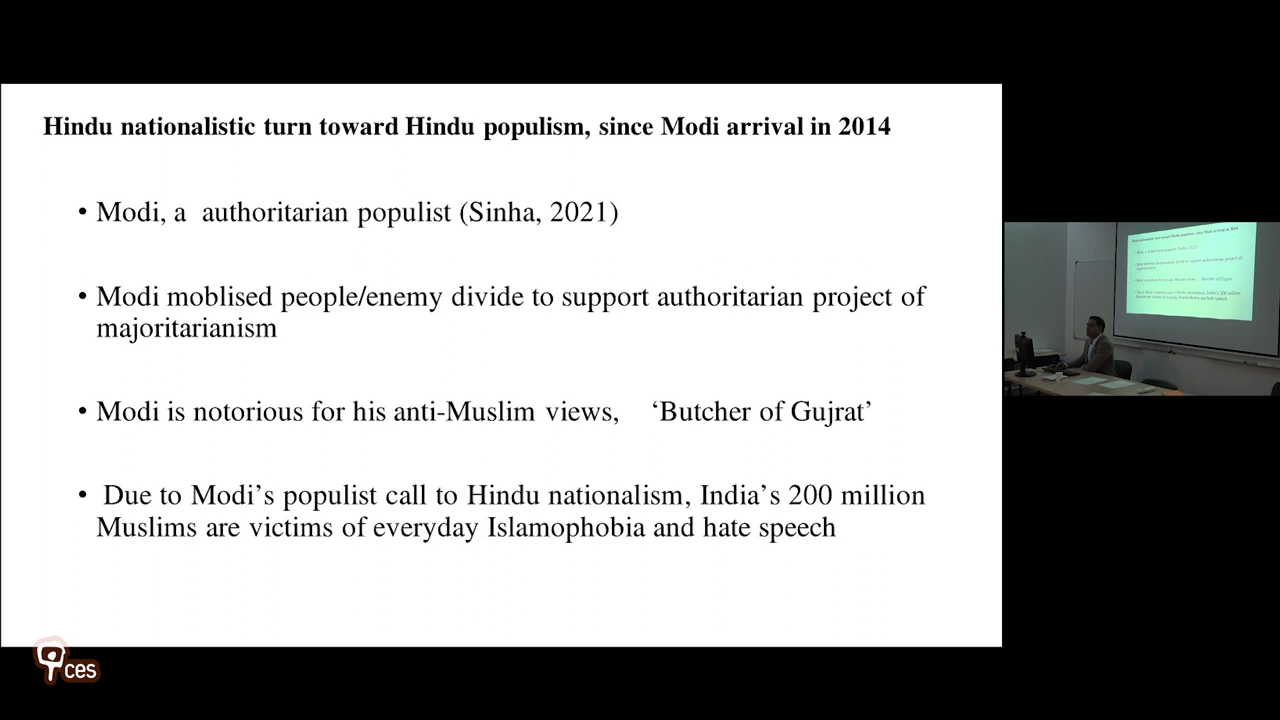 Hindu nationalistic turn toward Hindu populism, since Modi arrival in 2014
• Modi, a authoritarian populist (Sinha, 2021)
• Modi moblised people/enemy divide to support authoritarian project of
majoritarianism
• Modi is notorious for his anti-Muslim views, ‘Butcher of Gujrat’
• Due to Modi’s populist call to Hindu nationalism, India’s 200 million
Muslims are victims of everyday Islamophobia and hate speech
ces